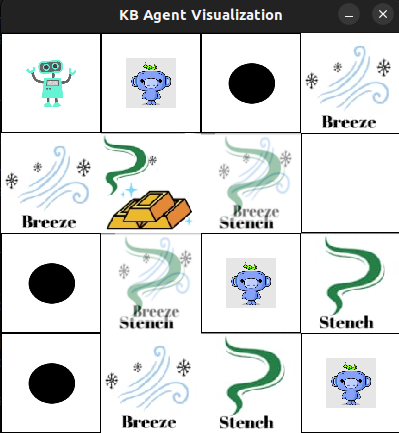 KB Agent Visualization
Breeze
Breeze
Breeze
Stench
Breeze
Stench
Stench
Breeze
Stench